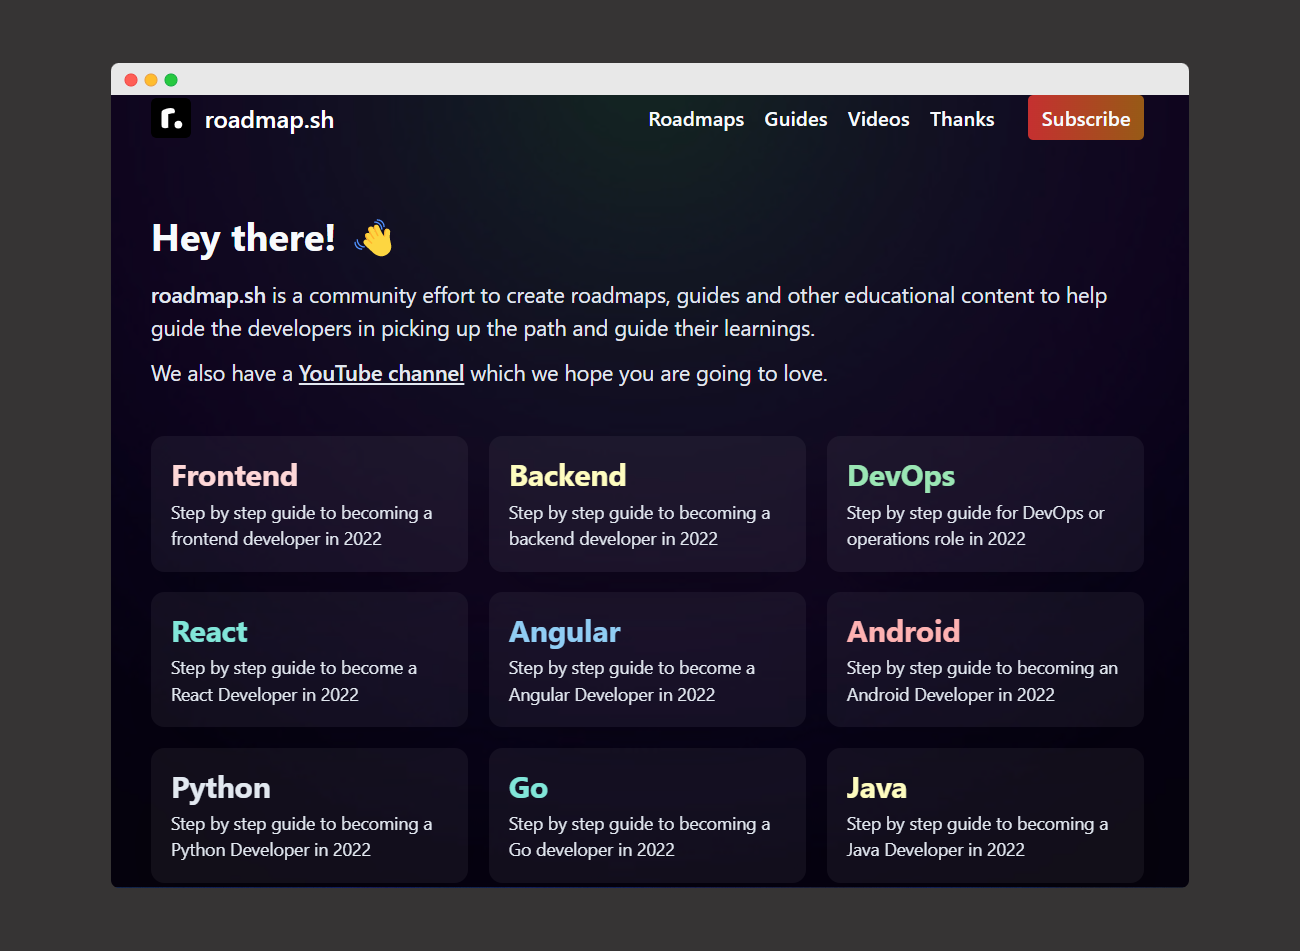 r.
roadmap.sh
Roadmaps Guides Videos Thanks Subscribe
Hey there! 👋
roadmap.sh is a community effort to create roadmaps, guides and other educational content to help
guide the developers in picking up the path and guide their learnings.
We also have a YouTube channel which we hope you are going to love.
Frontend
Step by step guide to becoming a
frontend developer in 2022
Backend
Step by step guide to becoming a
backend developer in 2022
DevOps
Step by step guide for DevOps or
operations role in 2022
React
Step by step guide to become a
React Developer in 2022
Angular
Step by step guide to become a
Angular Developer in 2022
Android
Step by step guide to becoming an
Android Developer in 2022
Python
Step by step guide to becoming a
Python Developer in 2022
Go
Step by step guide to becoming a
Go developer in 2022
Java
Step by step guide to becoming a
Java Developer in 2022